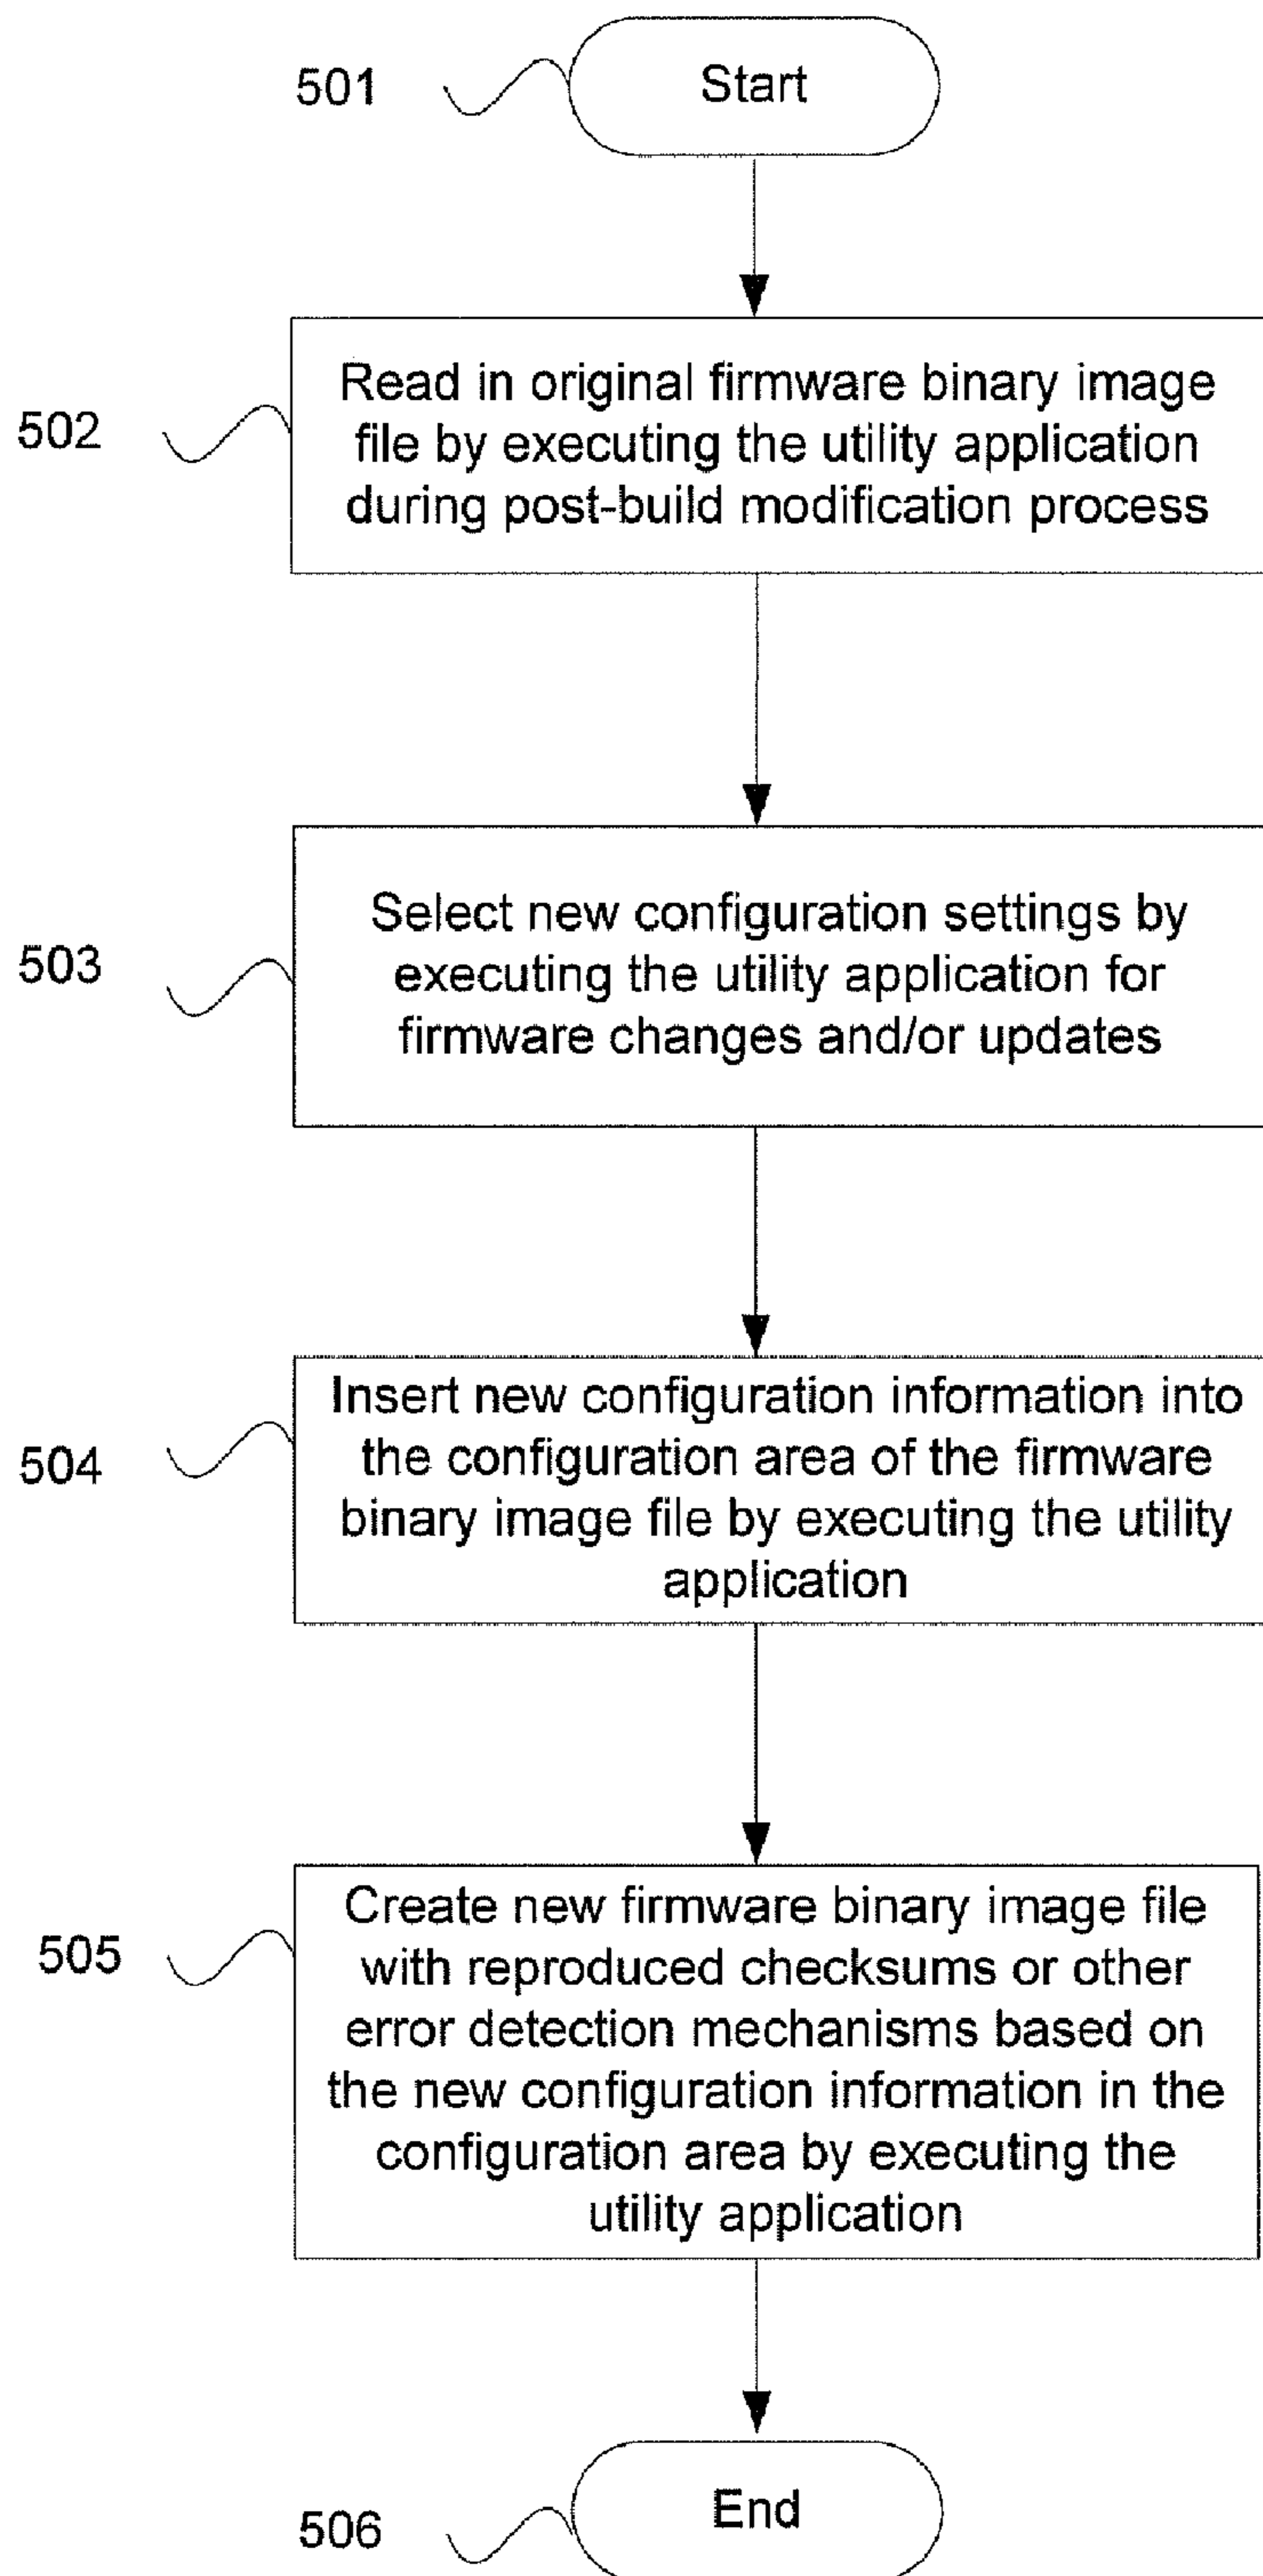 501
Start
502
Read in original firmware binary image
file by executing the utility application
during post-build modification process
503
Select new configuration settings by
executing the utility application for
firmware changes and/or updates
504
Insert new configuration information into
the configuration area of the firmware
binary image file by executing the utility
application
505
Create new firmware binary image file
with reproduced checksums or other
error detection mechanisms based on
the new configuration information in the
configuration area by executing the
utility application
506
End